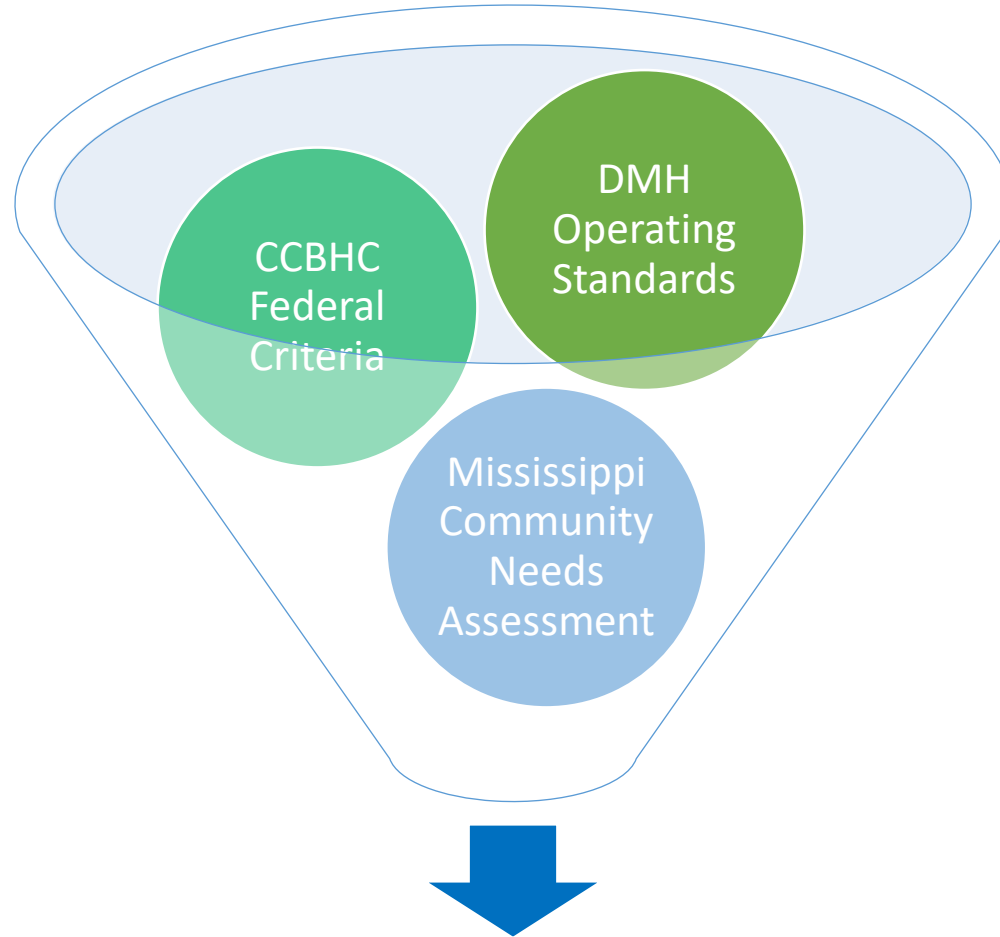 CCBHC
Federal
Criteria
DMH
Operating
Standards
Mississippi
Community
Needs
Assessment